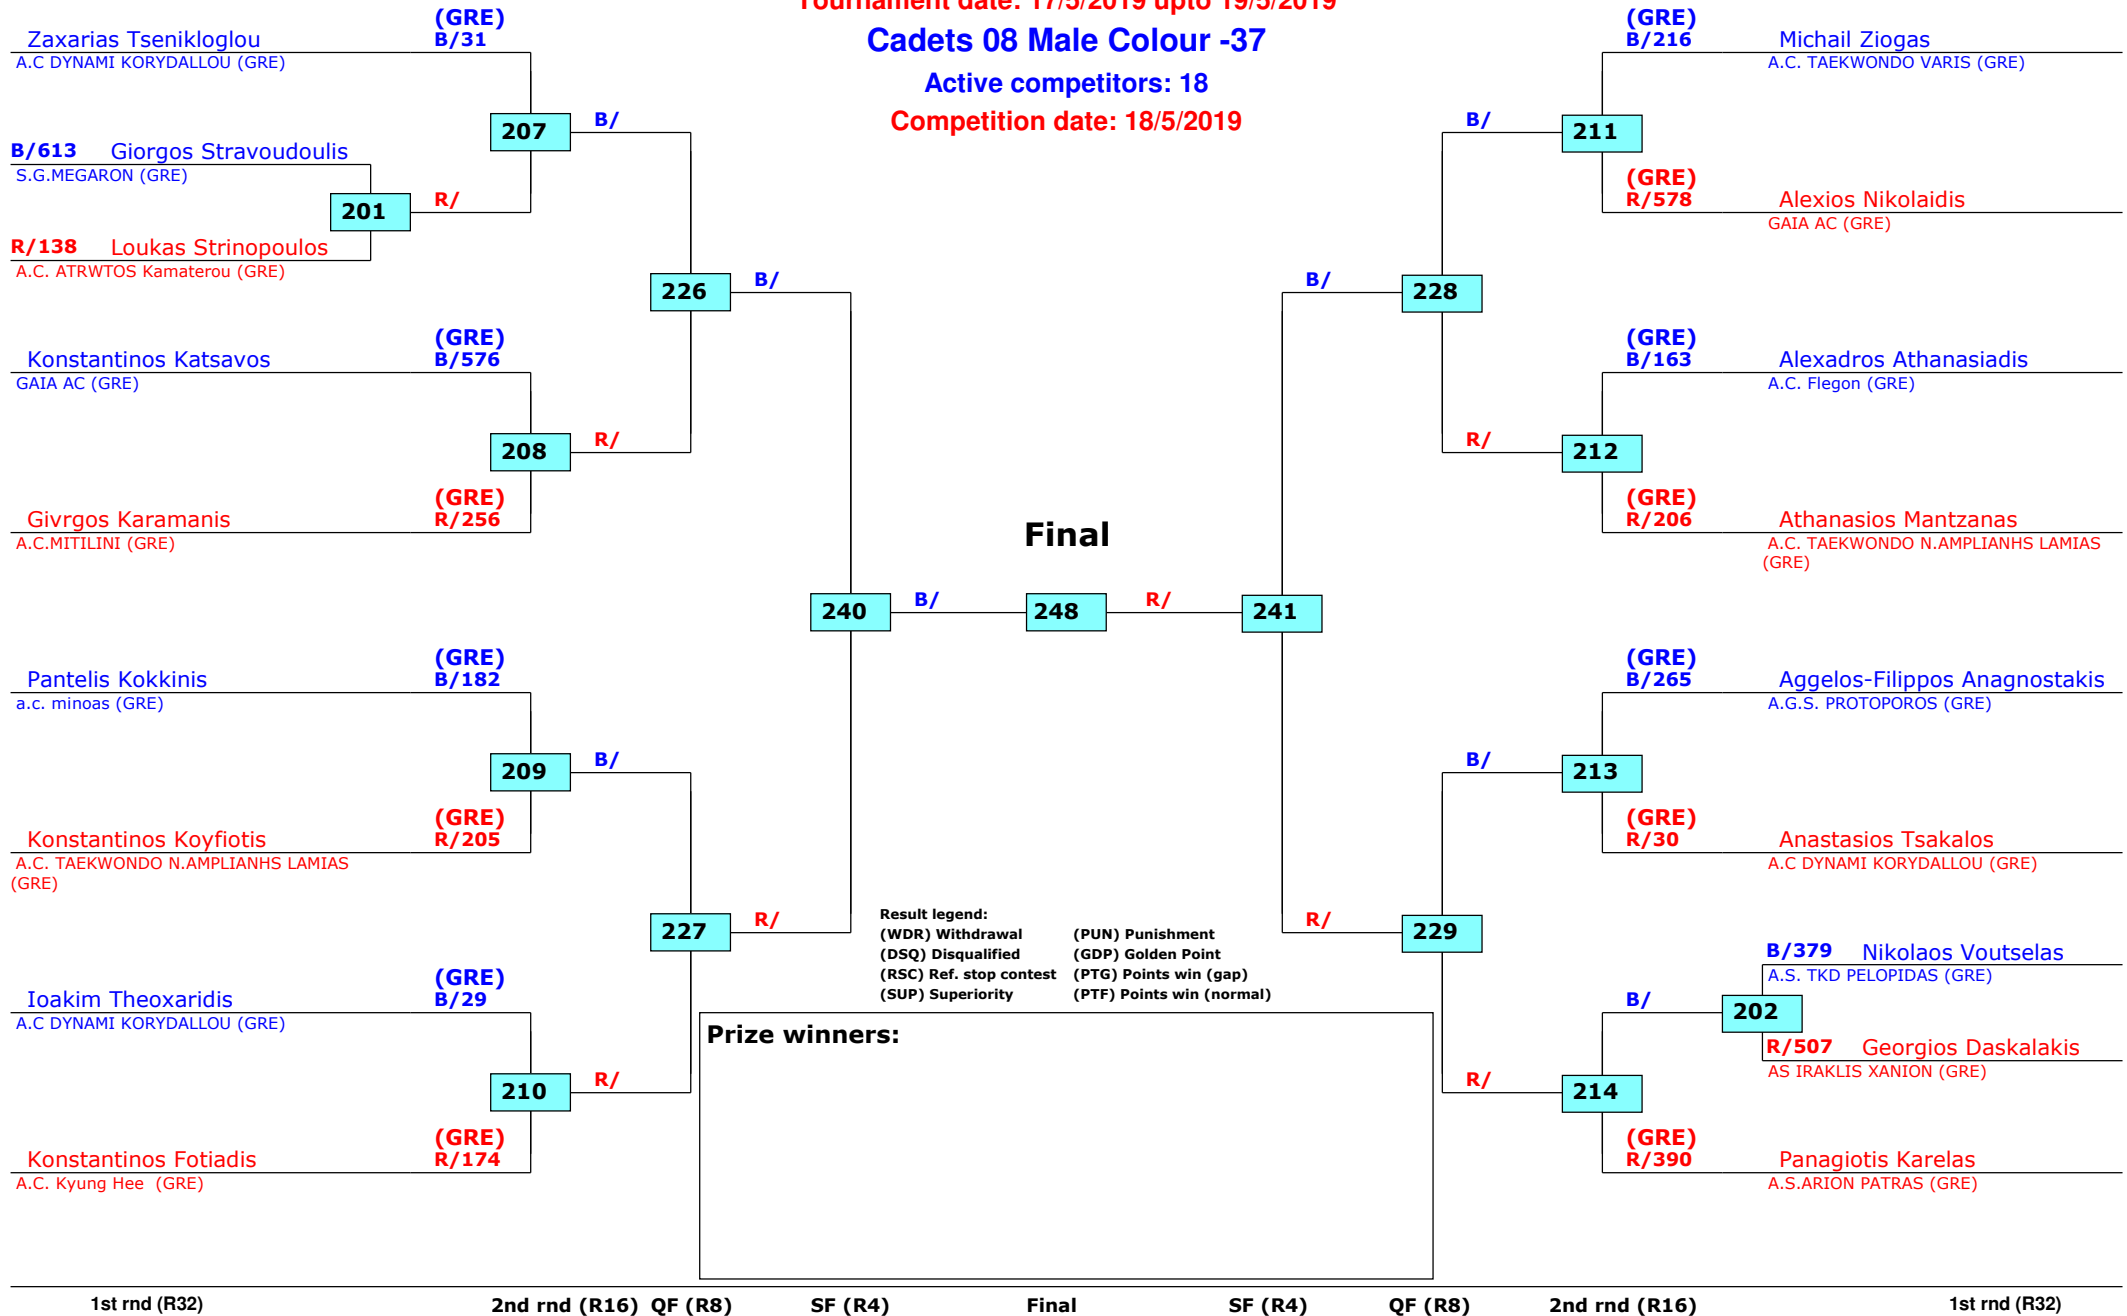 Tournament date: 17/5/2019 upto 19/5/2019
Cadets 08 Male Colour -37
Active competitors: 18
Competition date: 18/5/2019
(GRE)
Zaxarias Tsenikloglou B/31
A.C DYNAMI KORYDALLOU (GRE)
207 B/
B/613 Giorgos Stravoudoulis
S.G.MEGARON (GRE)
201 R/
R/138 Loukas Strinopoulos
A.C. ATRWTOS Kamaterou (GRE)
226 B/
(GRE)
Konstantinos Katsavos B/576
GAIA AC (GRE)
208 R/
(GRE)
Givrgos Karamanis R/256
A.C.MITILINI (GRE)
(GRE)
Pantelis Kokkinis B/182
a.c. minoas (GRE)
209 B/
(GRE)
Konstantinos Koyfiotis R/205
A.C. TAEKWONDO N.AMPLIANHS LAMIAS
(GRE)
227 R/
(GRE)
Ioakim Theoxaridis B/29
A.C DYNAMI KORYDALLOU (GRE)
210 R/
(GRE)
Konstantinos Fotiadis R/174
A.C. Kyung Hee (GRE)
Final
240 B/ 248 R/ 241
(GRE)
B/216 Michail Ziogas
A.C. TAEKWONDO VARIS (GRE)
B/ 211
(GRE)
R/578 Alexios Nikolaidis
GAIA AC (GRE)
B/ 228
(GRE)
B/163 Alexadros Athanasiadis
A.C. Flegon (GRE)
R/ 212
(GRE)
R/206 Athanasios Mantzanas
A.C. TAEKWONDO N.AMPLIANHS LAMIAS
(GRE)
(GRE)
B/265 Aggelos-Filippos Anagnostakis
A.G.S. PROTOPOROS (GRE)
B/ 213
(GRE)
R/30 Anastasios Tsakalos
A.C DYNAMI KORYDALLOU (GRE)
R/ 229
B/379 Nikolaos Voutselas
A.S. TKD PELOPIDAS (GRE)
B/ 202
R/507 Georgios Daskalakis
AS IRAKLIS XANION (GRE)
R/ 214
(GRE)
R/390 Panagiotis Karelas
A.S.ARION PATRAS (GRE)
Result legend:
(WDR) Withdrawal (PUN) Punishment
(DSQ) Disqualified (GDP) Golden Point
(RSC) Ref. stop contest (PTG) Points win (gap)
(SUP) Superiority (PTF) Points win (normal)
Prize winners:
1st rnd (R32) 2nd rnd (R16) QF (R8) SF (R4) Final SF (R4) QF (R8) 2nd rnd (R16) 1st rnd (R32)